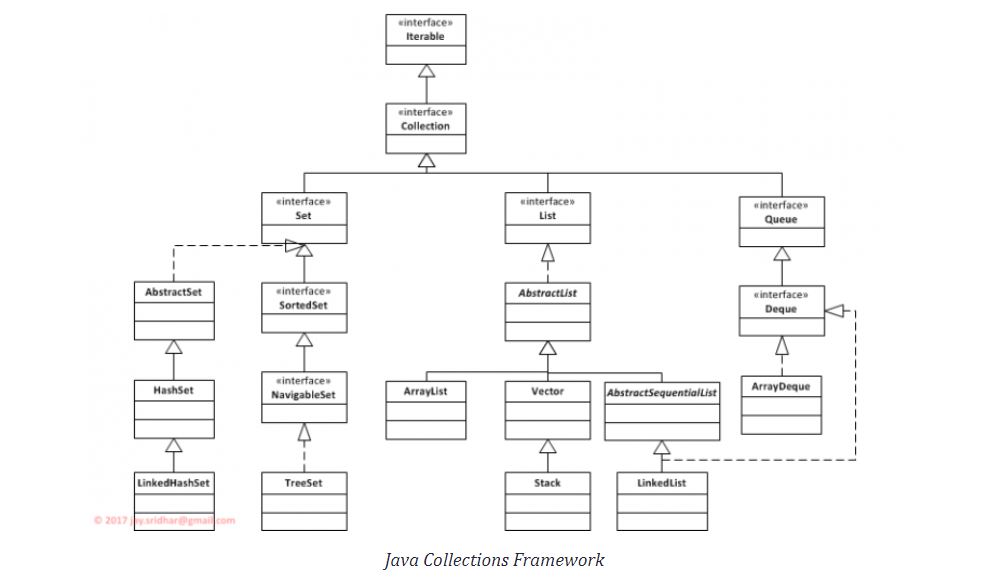 «interface»
Iterable
«interface»
Collection
«interface»
Set
«interface»
List
«interface»
Queue
AbstractSet
«interface»
SortedSet
AbstractList
«interface»
Deque
HashSet
«interface»
NavigableSet
ArrayList
Vector
AbstractSequentialList
ArrayDeque
LinkedHashSet
TreeSet
Stack
LinkedList
© 2017 jay.sridhar@gmail.com
Java Collections Framework